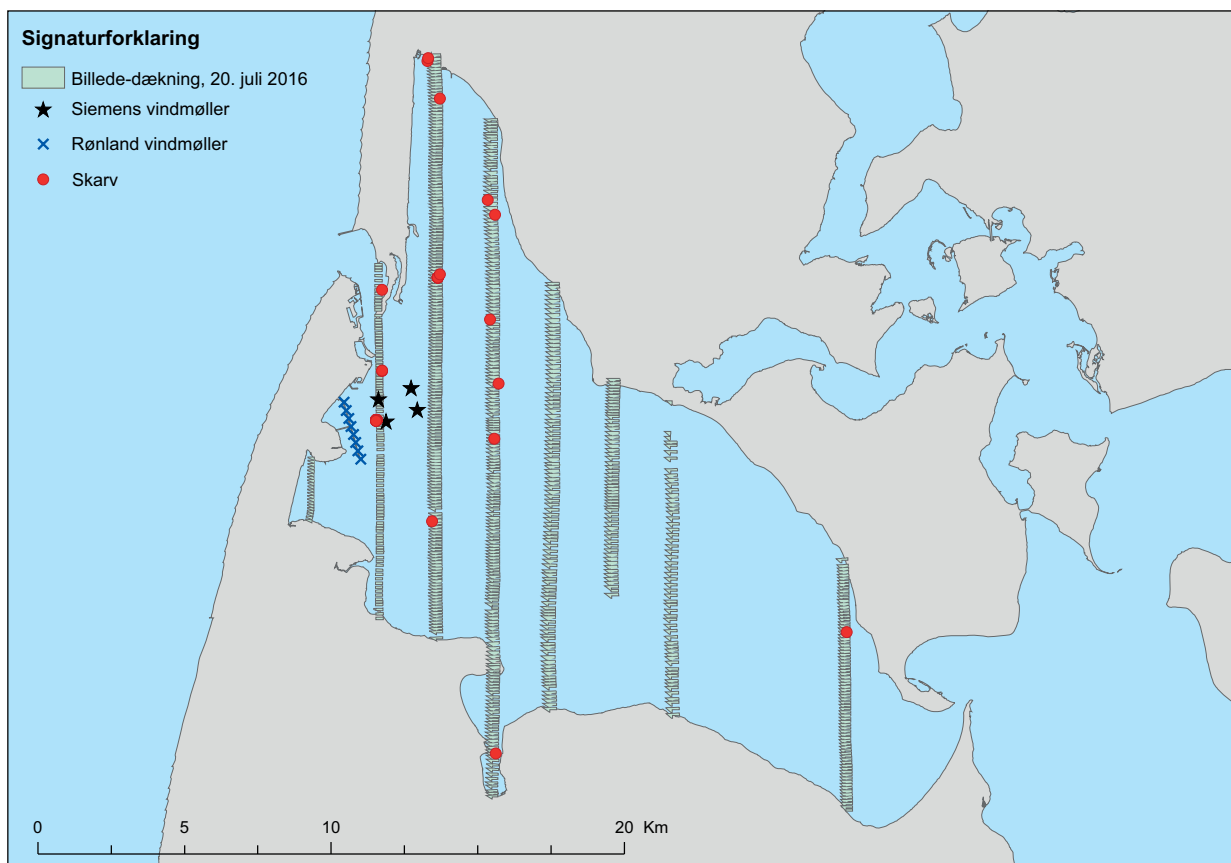 Signaturforklaring
Billede-dækning, 20. juli 2016
Siemens vindmøller
Rønland vindmøller
Skarv
0 5 10 20 Km